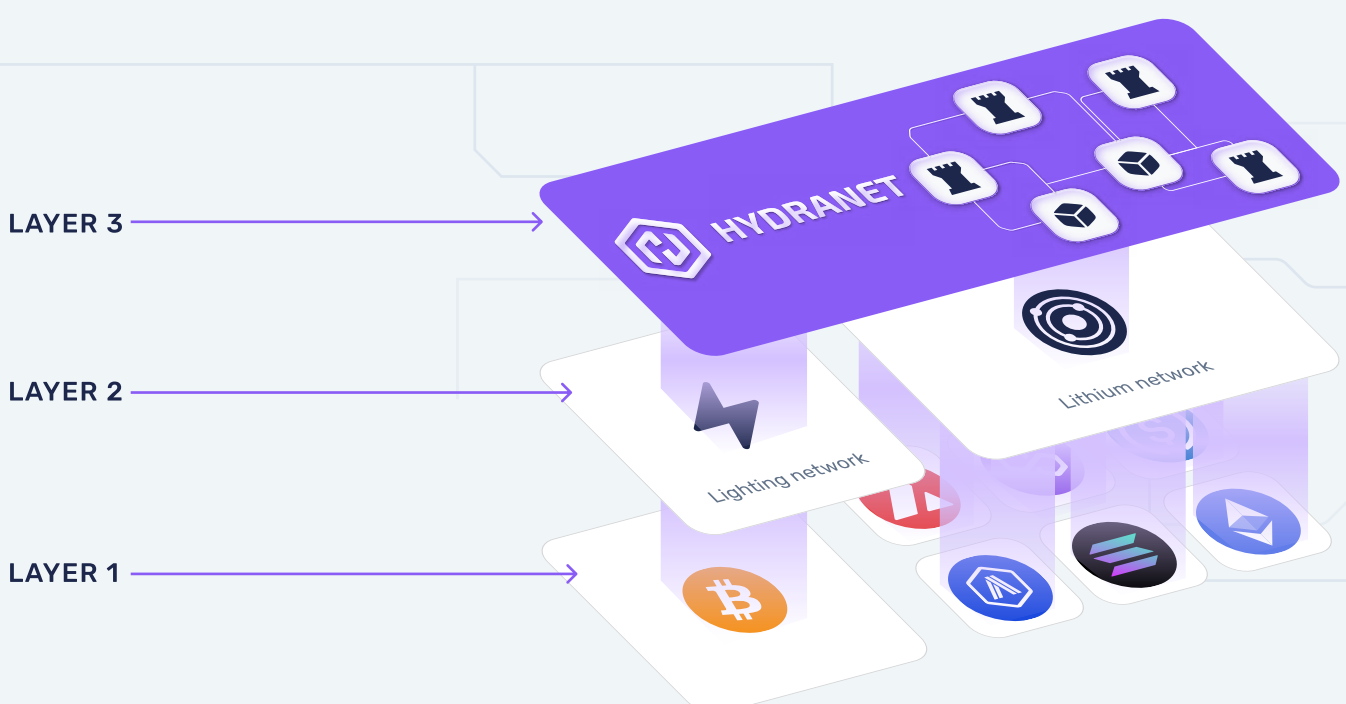 LAYER 3
HYDRANET
LAYER 2
Lithium network
Lighting network
LAYER 1